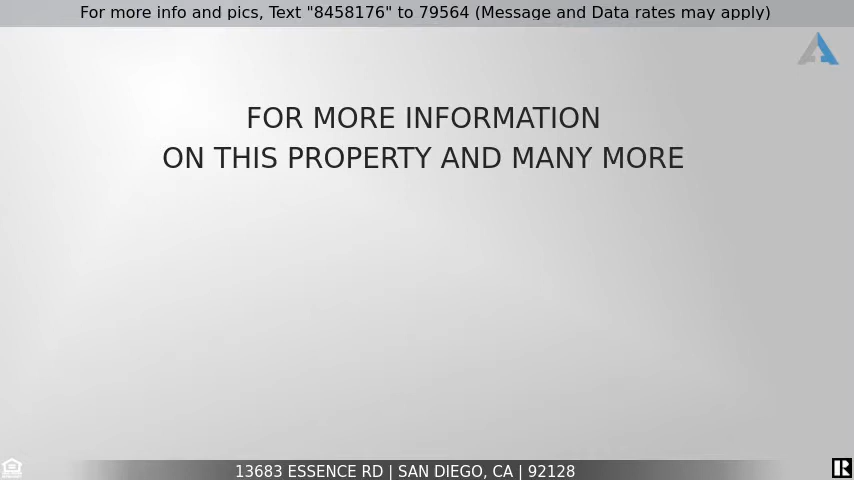 For more info and pics, Text "8458176" to 79564 (Message and Data rates may apply)
FOR MORE INFORMATION
ON THIS PROPERTY AND MANY MORE
13683 ESSENCE RD | SAN DIEGO, CA | 92128